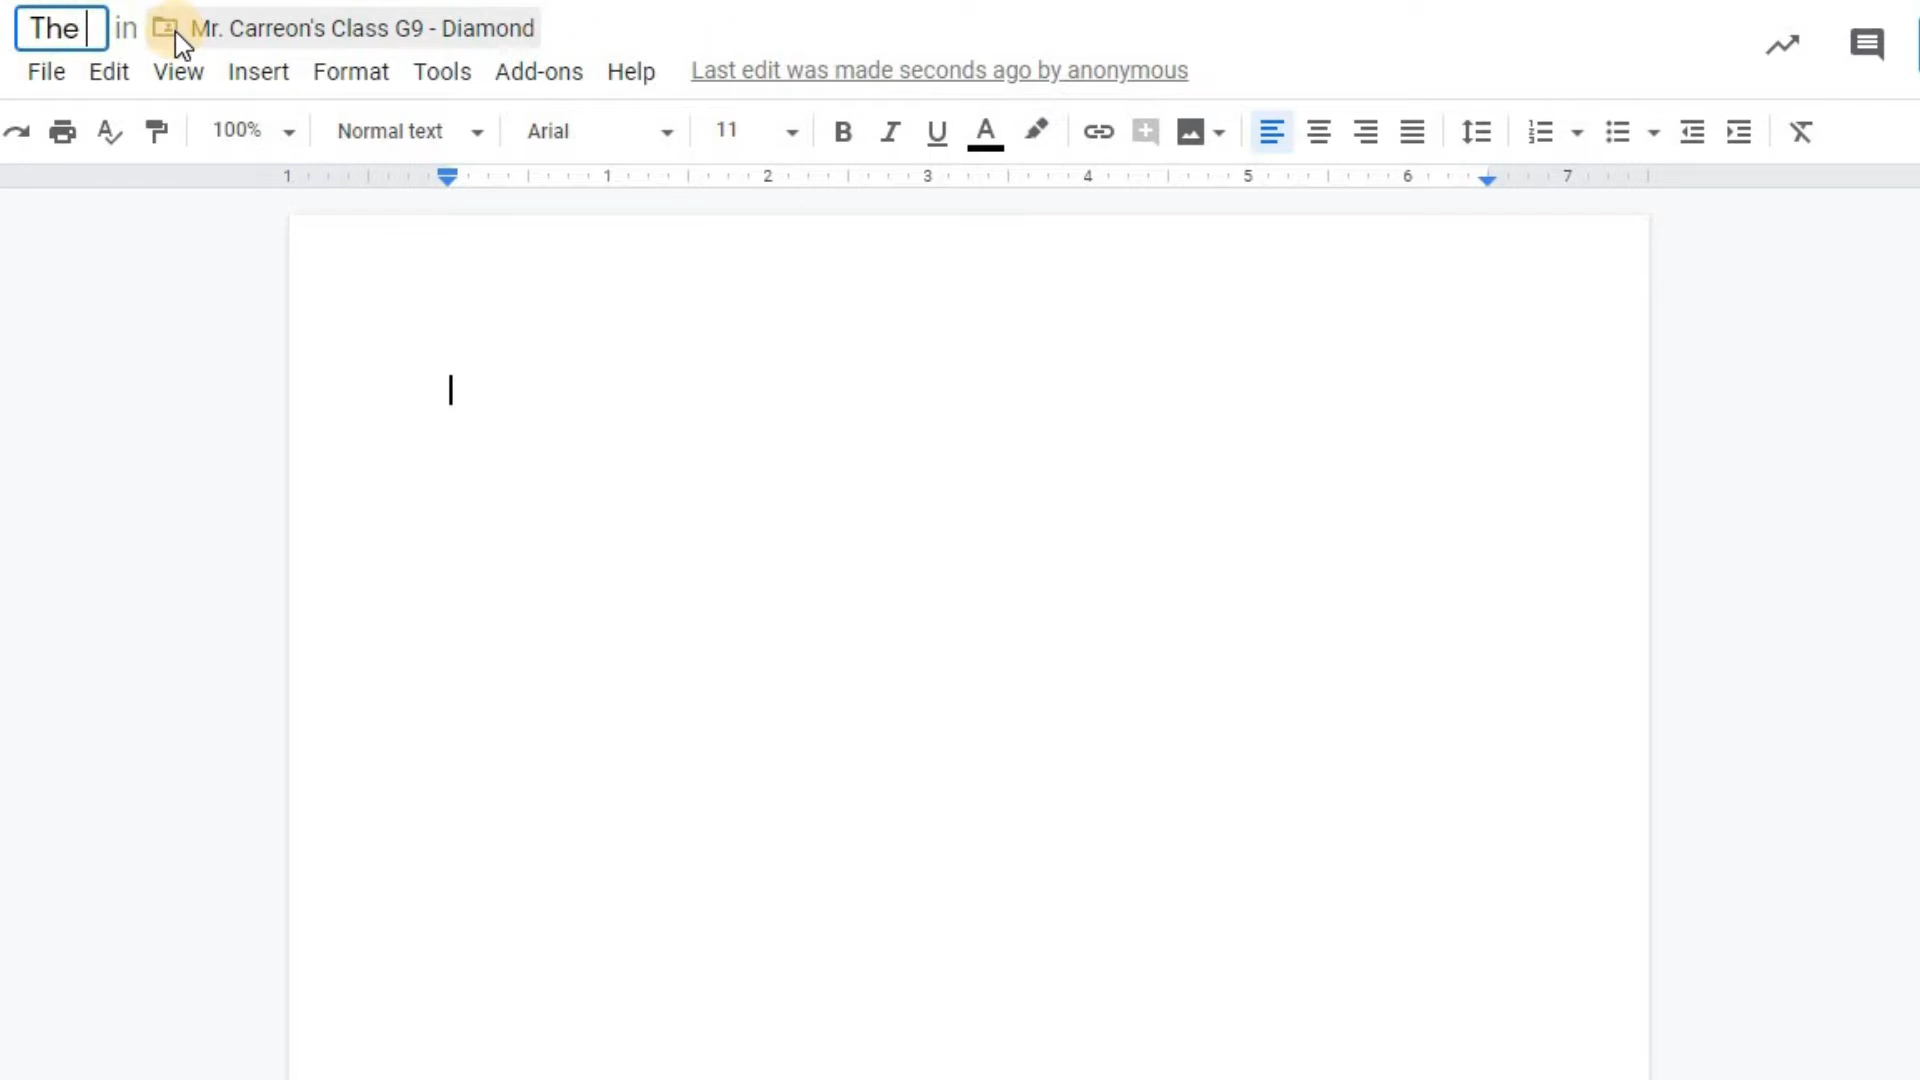 The in Mr. Carreon's Class G9 - Diamond
File Edit View Insert Format Tools Add-ons Help Last edit was made seconds ago by anonymous
100% Normal text Arial 11 B I U A
1 1 2 3 4 5 6 7